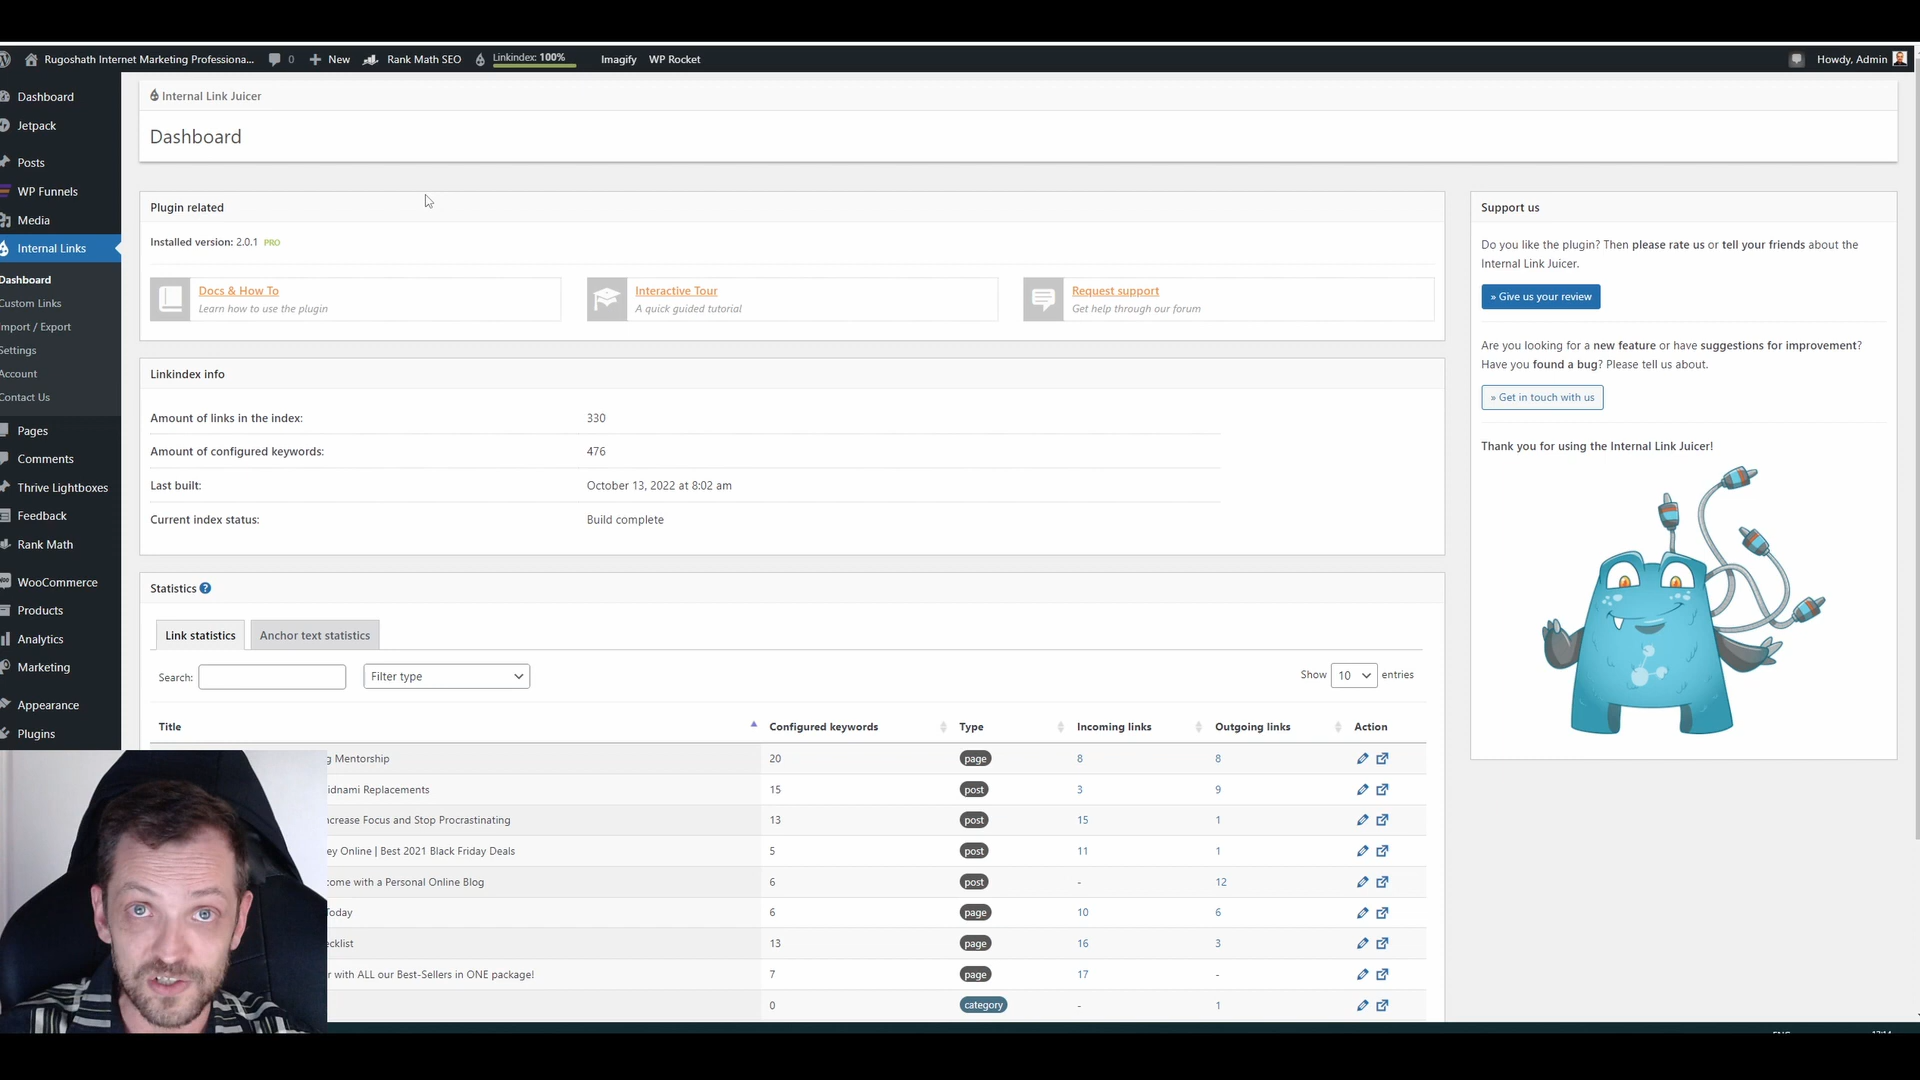 Rugoshath Internet Marketing Professiona... 0 New Rank Math SEO Linkindex: 100% Imagify WP Rocket Howdy, Admin
Dashboard
Jetpack
Posts
WP Funnels
Media
Internal Links
Dashboard
Custom Links
Import / Export
Settings
Account
Contact Us
Pages
Comments
Thrive Lightboxes
Feedback
Rank Math
WooCommerce
Products
Analytics
Marketing
Appearance
Plugins
Internal Link Juicer
Dashboard
Plugin related
Installed version: 2.0.1 PRO
Docs & How To
Learn how to use the plugin
Interactive Tour
A quick guided tutorial
Request support
Get help through our forum
Linkindex info
Amount of links in the index: 330
Amount of configured keywords: 476
Last built: October 13, 2022 at 8:02 am
Current index status: Build complete
Statistics ?
Link statistics Anchor text statistics
Search: Filter type Show 10 entries
Title Configured keywords Type Incoming links Outgoing links Action
g Mentorship 20 page 8 8
idnami Replacements 15 post 3 9
ncrease Focus and Stop Procrastinating 13 post 15 1
ey Online | Best 2021 Black Friday Deals 5 post 11 1
come with a Personal Online Blog 6 post - 12
Today 6 page 10 6
ecklist 13 page 16 3
r with ALL our Best-Sellers in ONE package! 7 page 17 -
0 category - 1
Support us
Do you like the plugin? Then please rate us or tell your friends about the
Internal Link Juicer.
» Give us your review
Are you looking for a new feature or have suggestions for improvement?
Have you found a bug? Please tell us about.
» Get in touch with us
Thank you for using the Internal Link Juicer!